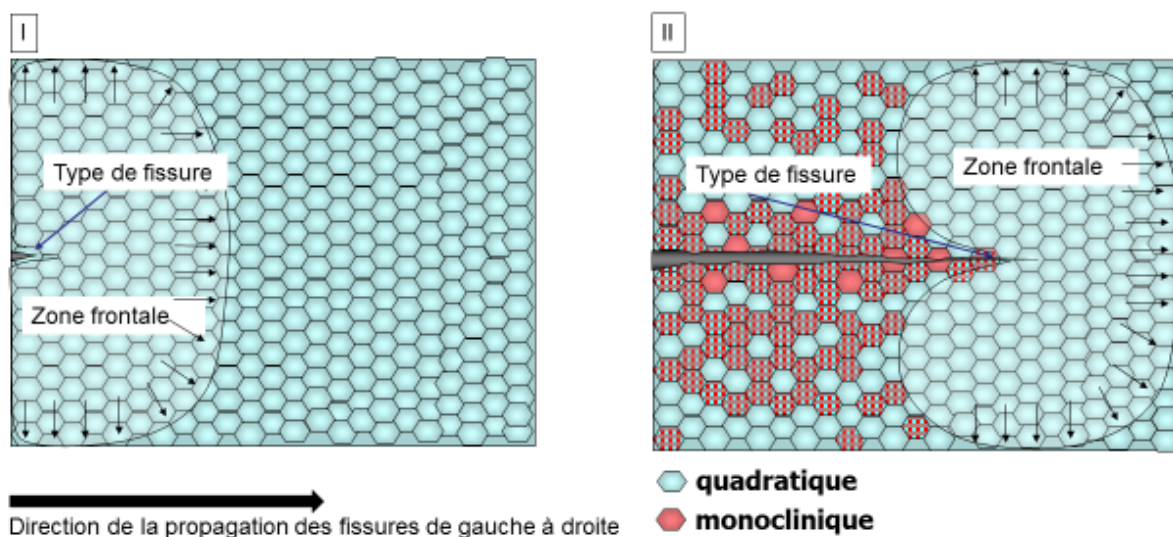 I
II
Type de fissure
Zone frontale
Type de fissure
Zone frontale
quadratique
monoclinique
Direction de la propagation des fissures de gauche à droite